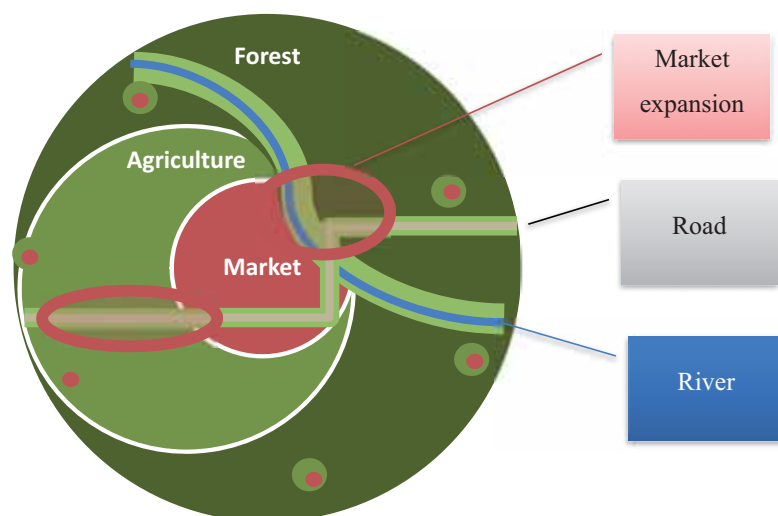 Forest
Agriculture
Market
Market
expansion
Road
River